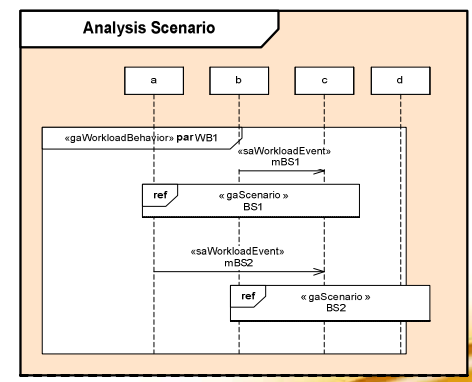 Analysis Scenario
a b c d
«gaWorkloadBehavior» par WB1
«saWorkloadEvent»
mBS1
ref «gaScenario»
BS1
«saWorkloadEvent»
mBS2
ref «gaScenario»
BS2